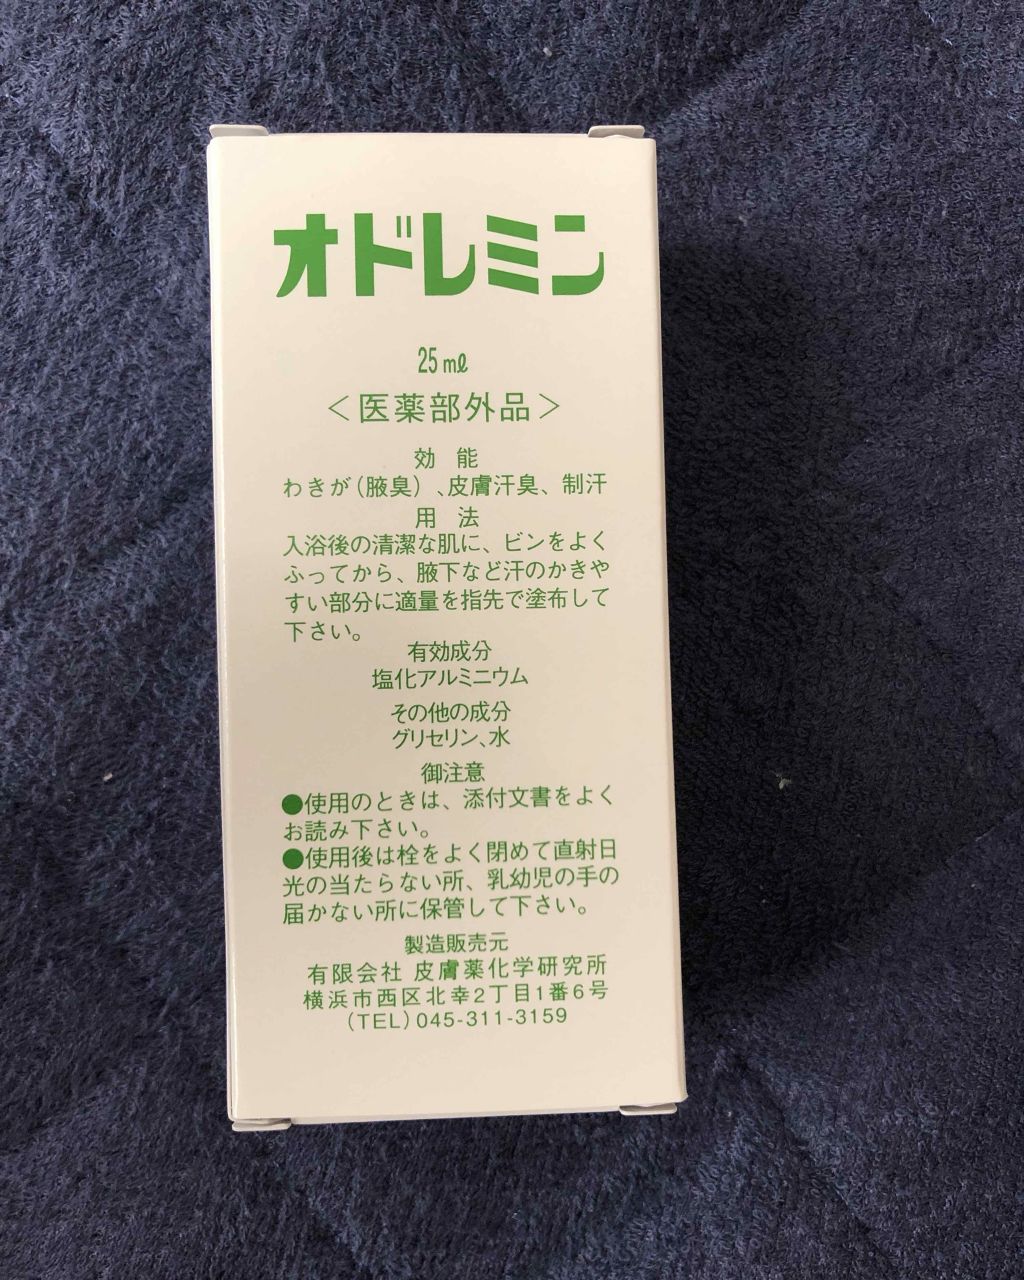 オドレミン
25㎖
＜医薬部外品＞
効 能
わきが（腋臭）、皮膚汗臭、制汗
用 法
入浴後の清潔な肌に、ビンをよく
ふってから、腋下など汗のかきや
すい部分に適量を指先で塗布して
下さい。
有効成分
塩化アルミニウム
その他の成分
グリセリン、水
御注意
●使用のときは、添付文書をよく
お読み下さい。
●使用後は栓をよく閉めて直射日
光の当たらない所、乳幼児の手の
届かない所に保管して下さい。
製造販売元
有限会社 皮膚薬化学研究所
横浜市西区北幸2丁目1番6号
（TEL）045-311-3159